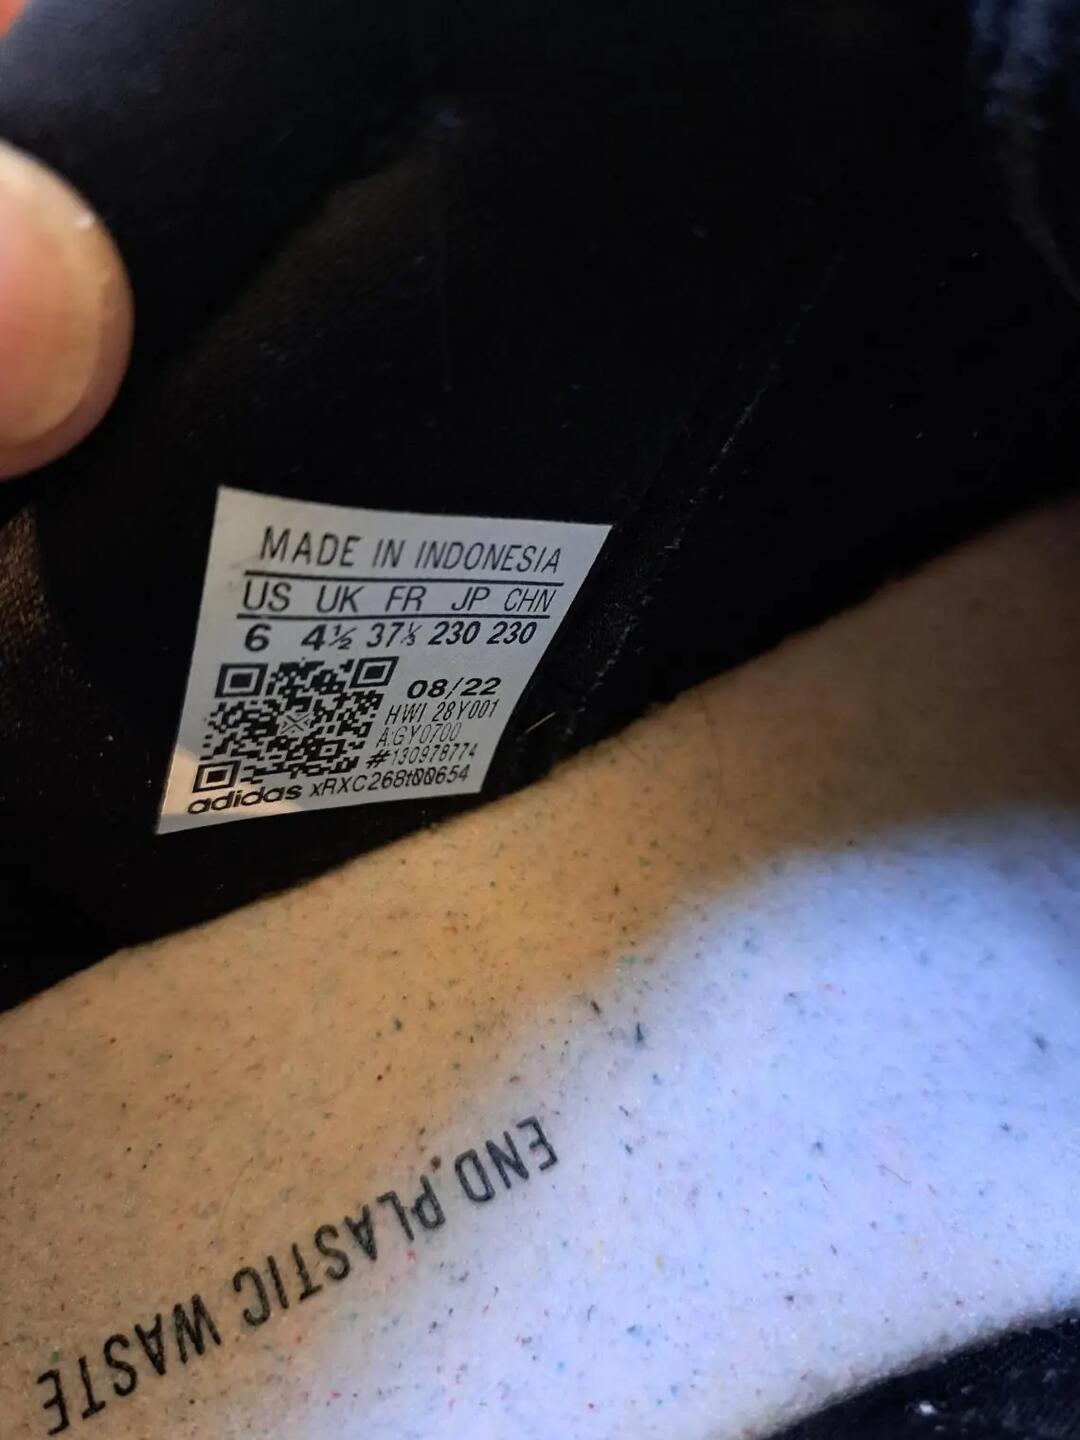 MADE IN INDONESIA
US UK FR JP CHN
6 4½ 37⅓ 230 230
08/22
HWI 28Y001
A:GY0700
#130978774
adidas xRXC268t00654
END.PLASTIC WASTE